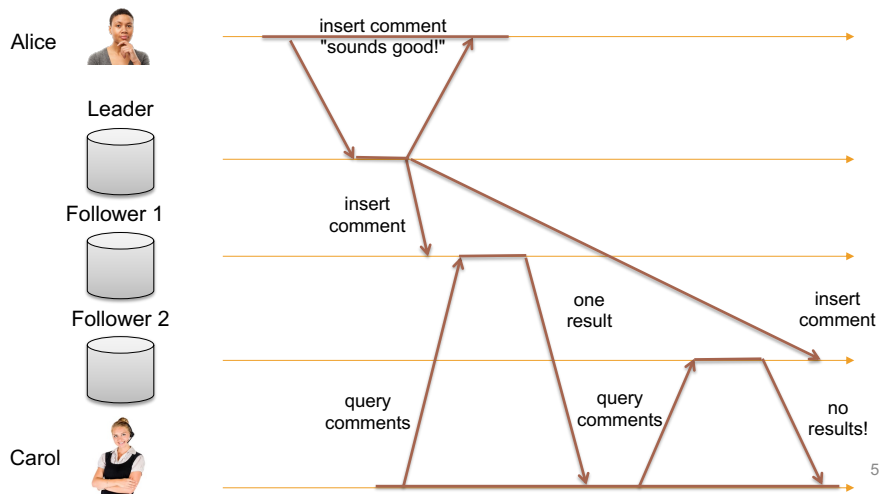 Alice
insert comment
"sounds good!"
Leader
Follower 1
insert
comment
Follower 2
one
result
insert
comment
query
comments
query
comments
no
results!
Carol
5